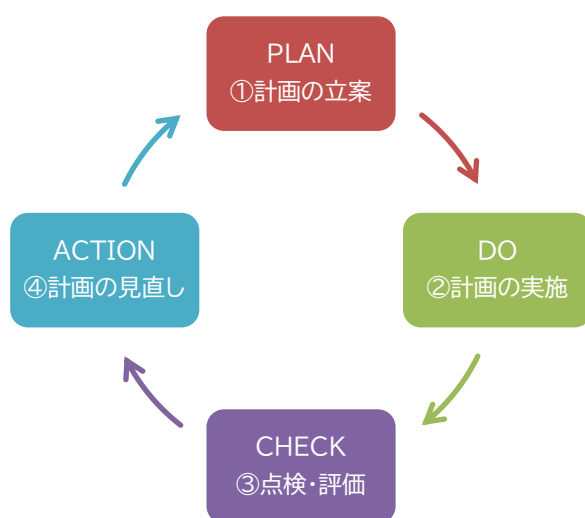 PLAN
①計画の立案
DO
②計画の実施
CHECK
③点検・評価
ACTION
④計画の見直し